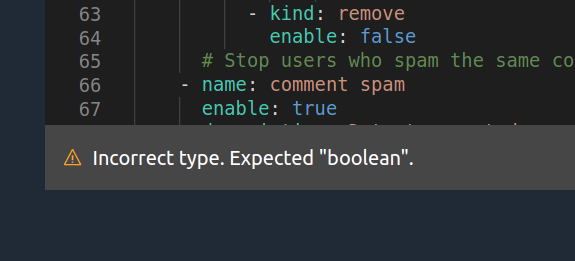 63 - kind: remove
64 enable: false
65 # Stop users who spam the same co
66 - name: comment spam
67 enable: true
⚠ Incorrect type. Expected "boolean".